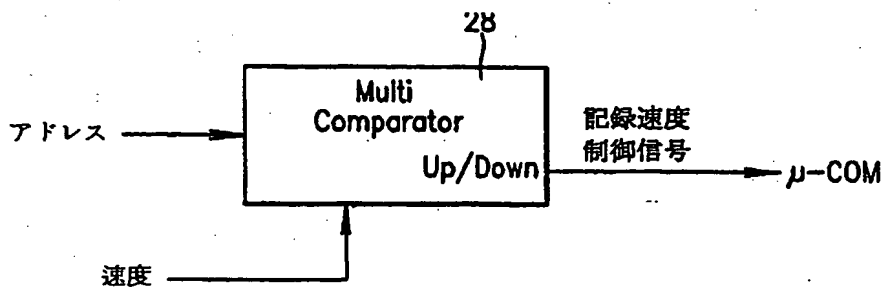 28
Multi
Comparator
アドレス
Up/Down
記録速度
制御信号
μ-COM
速度